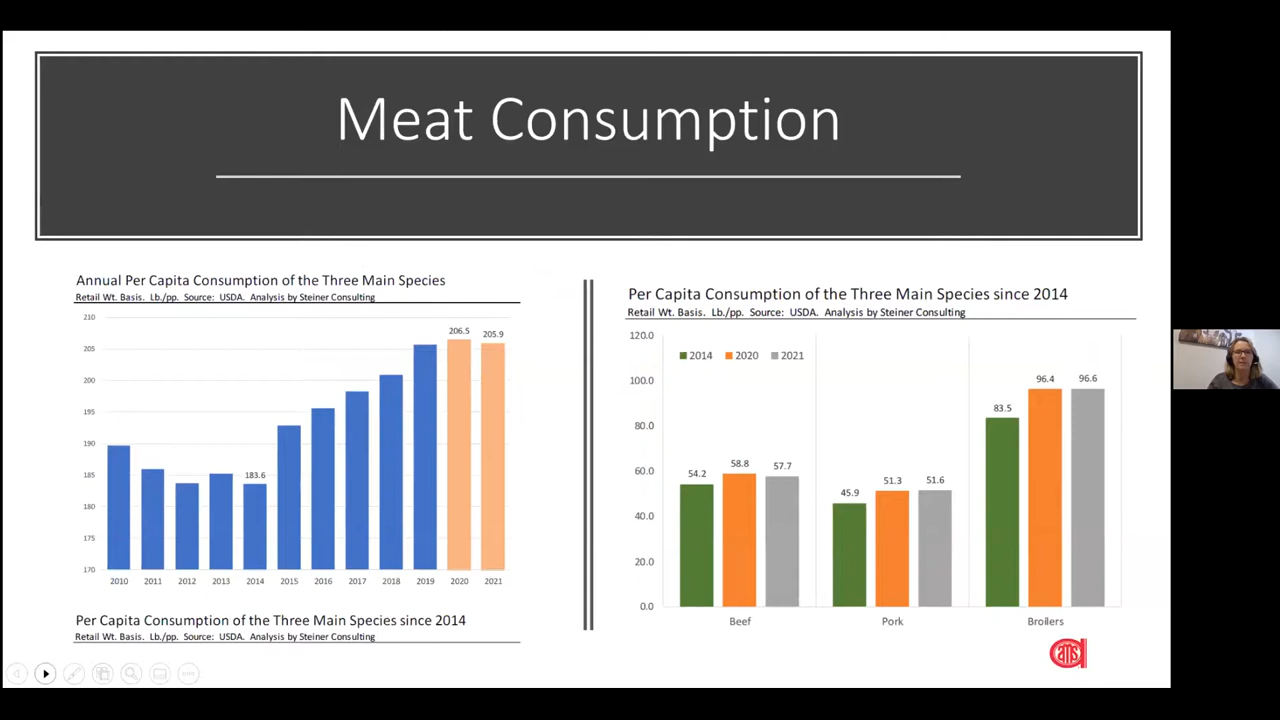 Meat Consumption
Annual Per Capita Consumption of the Three Main Species
Retail Wt. Basis. Lb./pp. Source: USDA. Analysis by Steiner Consulting
210
205
200
195
190
185
180
175
170
183.6
206.5
205.9
2010 2011 2012 2013 2014 2015 2016 2017 2018 2019 2020 2021
Per Capita Consumption of the Three Main Species since 2014
Retail Wt. Basis. Lb./pp. Source: USDA. Analysis by Steiner Consulting
Per Capita Consumption of the Three Main Species since 2014
Retail Wt. Basis. Lb./pp. Source: USDA. Analysis by Steiner Consulting
120.0
100.0
80.0
60.0
40.0
20.0
0.0
2014 2020 2021
54.2 58.8 57.7
45.9 51.3 51.6
83.5 96.4 96.6
Beef Pork Broilers
ams